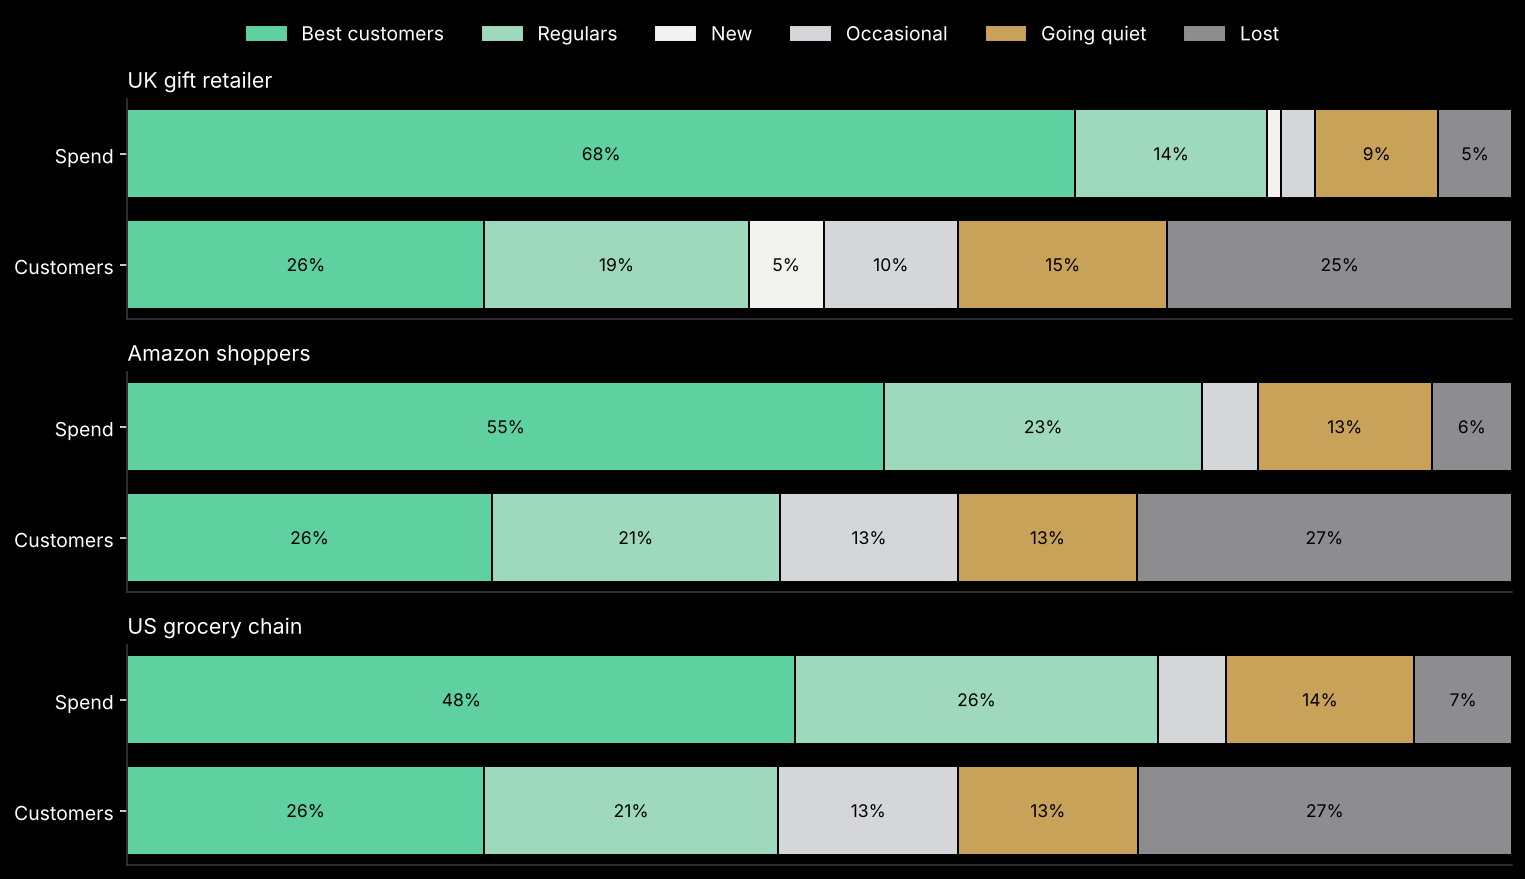 Best customers Regulars New Occasional Going quiet Lost
UK gift retailer
Spend 68% 14% 9% 5%
Customers 26% 19% 5% 10% 15% 25%
Amazon shoppers
Spend 55% 23% 13% 6%
Customers 26% 21% 13% 13% 27%
US grocery chain
Spend 48% 26% 14% 7%
Customers 26% 21% 13% 13% 27%